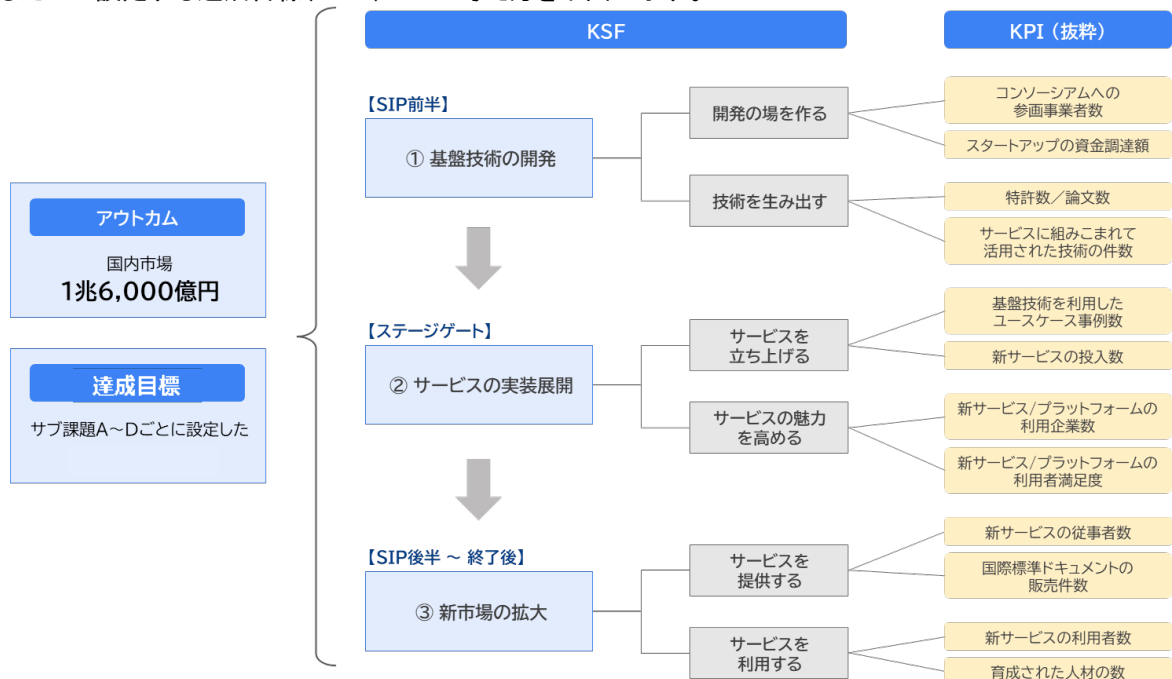 KSF
KPI（抜粋）
【SIP前半】
① 基盤技術の開発
開発の場を作る
コンソーシアムへの
参画事業者数
スタートアップの資金調達額
技術を生み出す
特許数／論文数
サービスに組みこまれて
活用された技術の件数
アウトカム
国内市場
1兆6,000億円
達成目標
サブ課題A～Dごとに設定した
【ステージゲート】
② サービスの実装展開
サービスを
立ち上げる
基盤技術を利用した
ユースケース事例数
新サービスの投入数
サービスの魅力
を高める
新サービス/プラットフォームの
利用企業数
新サービス/プラットフォームの
利用者満足度
【SIP後半 ～ 終了後】
③ 新市場の拡大
サービスを
提供する
新サービスの従事者数
国際標準ドキュメントの
販売件数
サービスを
利用する
新サービスの利用者数
育成された人材の数